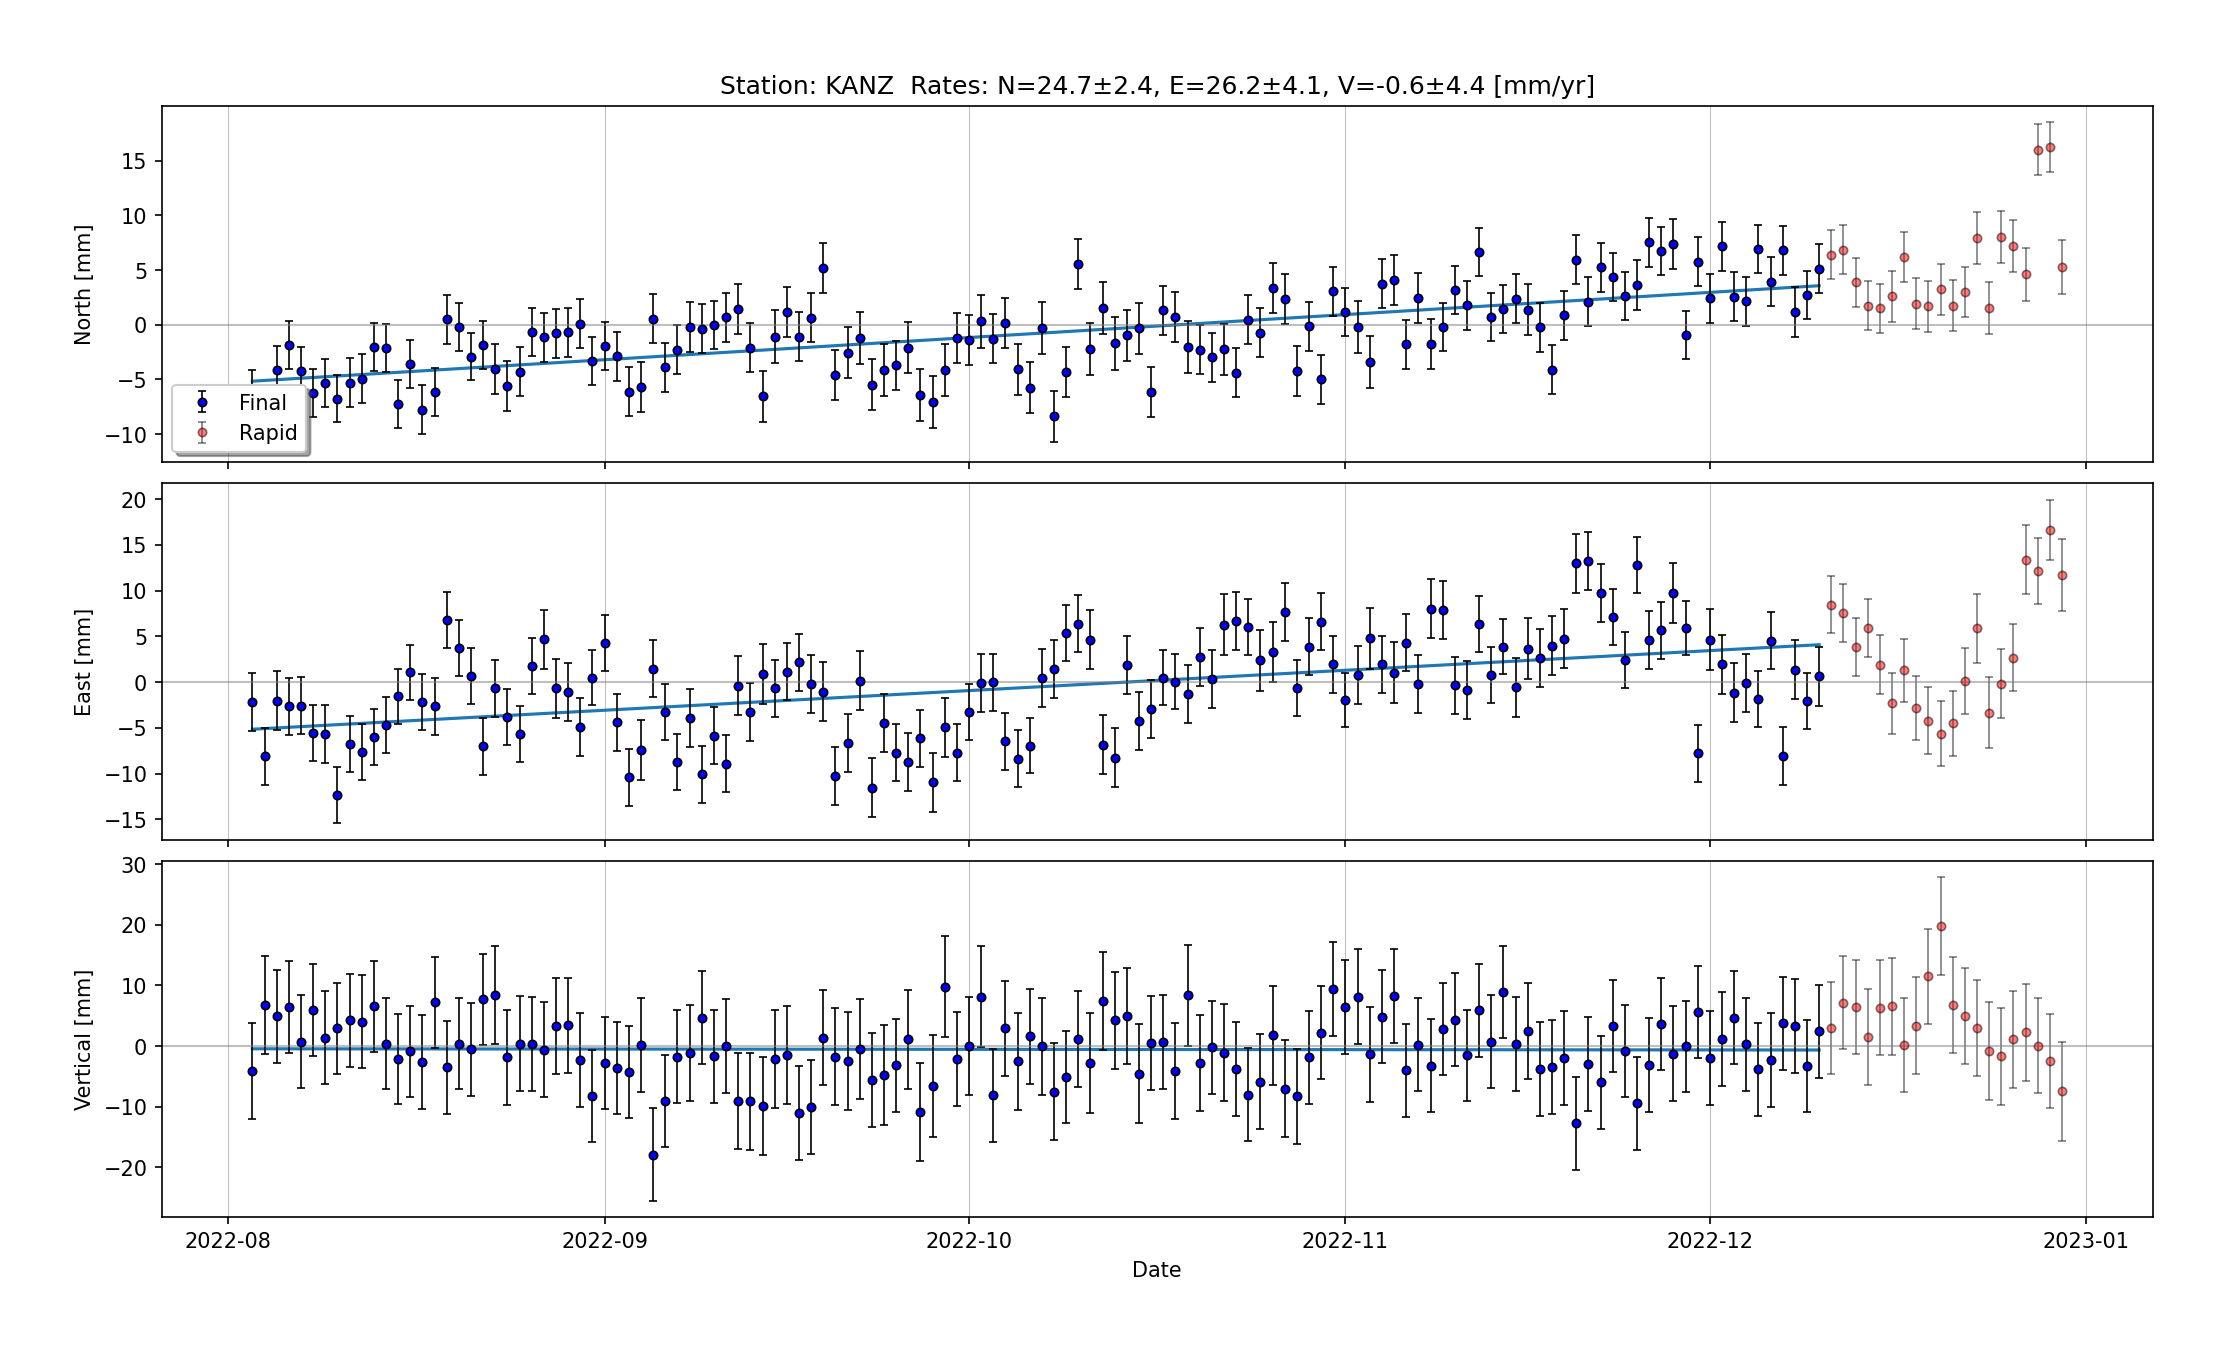 Station: KANZ  Rates: N=24.7±2.4, E=26.2±4.1, V=-0.6±4.4 [mm/yr]
North [mm]
15
10
5
0
−5
−10
Final
Rapid
East [mm]
20
15
10
5
0
−5
−10
−15
Vertical [mm]
30
20
10
0
−10
−20
2022-08 2022-09 2022-10 2022-11 2022-12 2023-01
Date